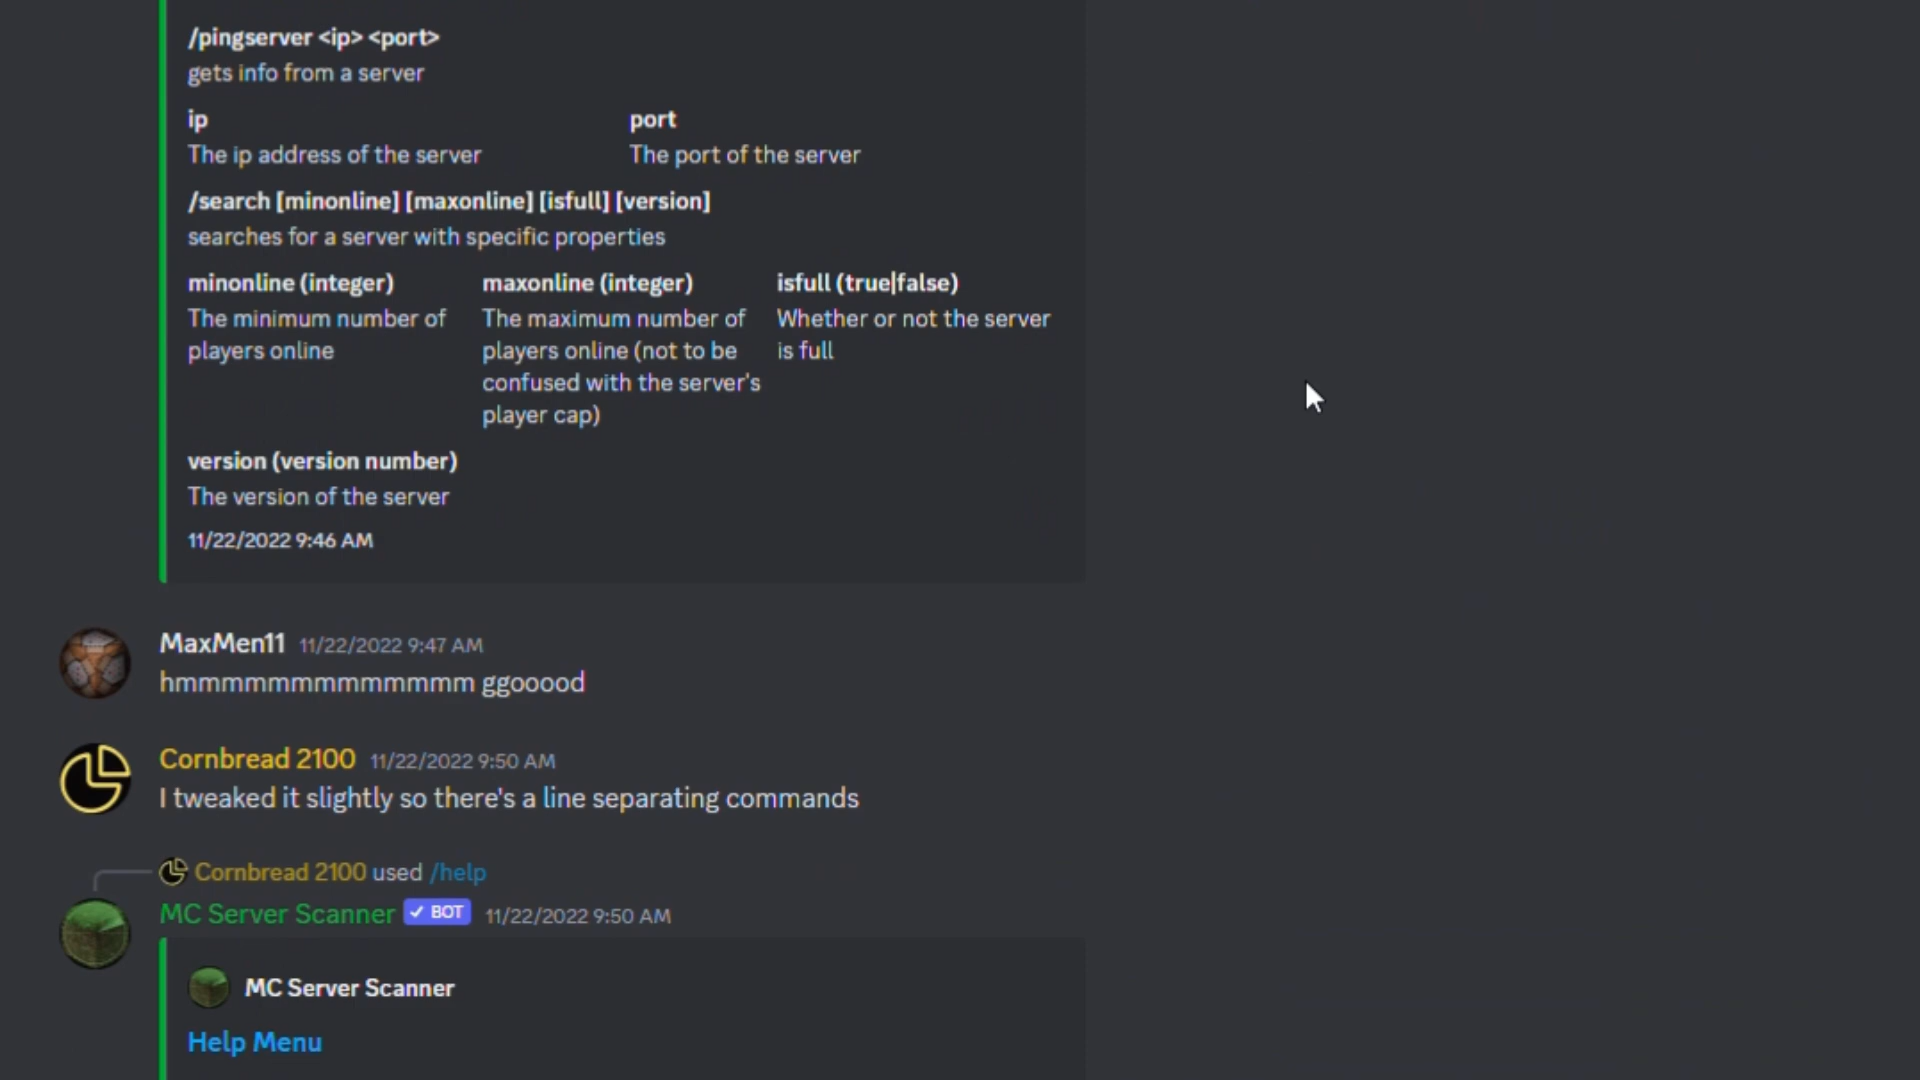 /pingserver <ip> <port>
gets info from a server
ip
The ip address of the server
port
The port of the server
/search [minonline] [maxonline] [isfull] [version]
searches for a server with specific properties
minonline (integer)
The minimum number of
players online
maxonline (integer)
The maximum number of
players online (not to be
confused with the server's
player cap)
isfull (true|false)
Whether or not the server
is full
version (version number)
The version of the server
11/22/2022 9:46 AM
MaxMen11 11/22/2022 9:47 AM
hmmmmmmmmmmmmm ggooood
Cornbread 2100 11/22/2022 9:50 AM
I tweaked it slightly so there's a line separating commands
Cornbread 2100 used /help
MC Server Scanner ✓ BOT 11/22/2022 9:50 AM
MC Server Scanner
Help Menu